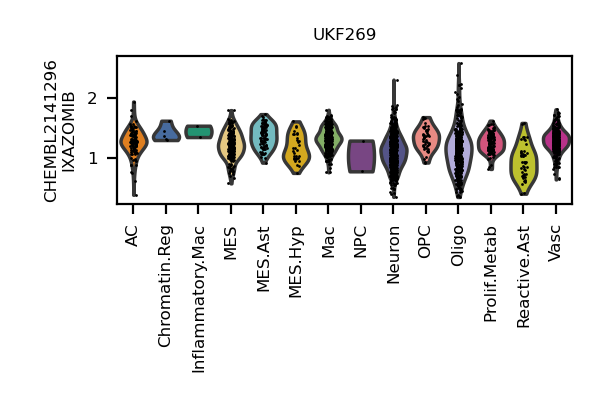 UKF269
CHEMBL2141296
IXAZOMIB
2
1
AC
Chromatin.Reg
Inflammatory.Mac
MES
MES.Ast
MES.Hyp
Mac
NPC
Neuron
OPC
Oligo
Prolif.Metab
Reactive.Ast
Vasc